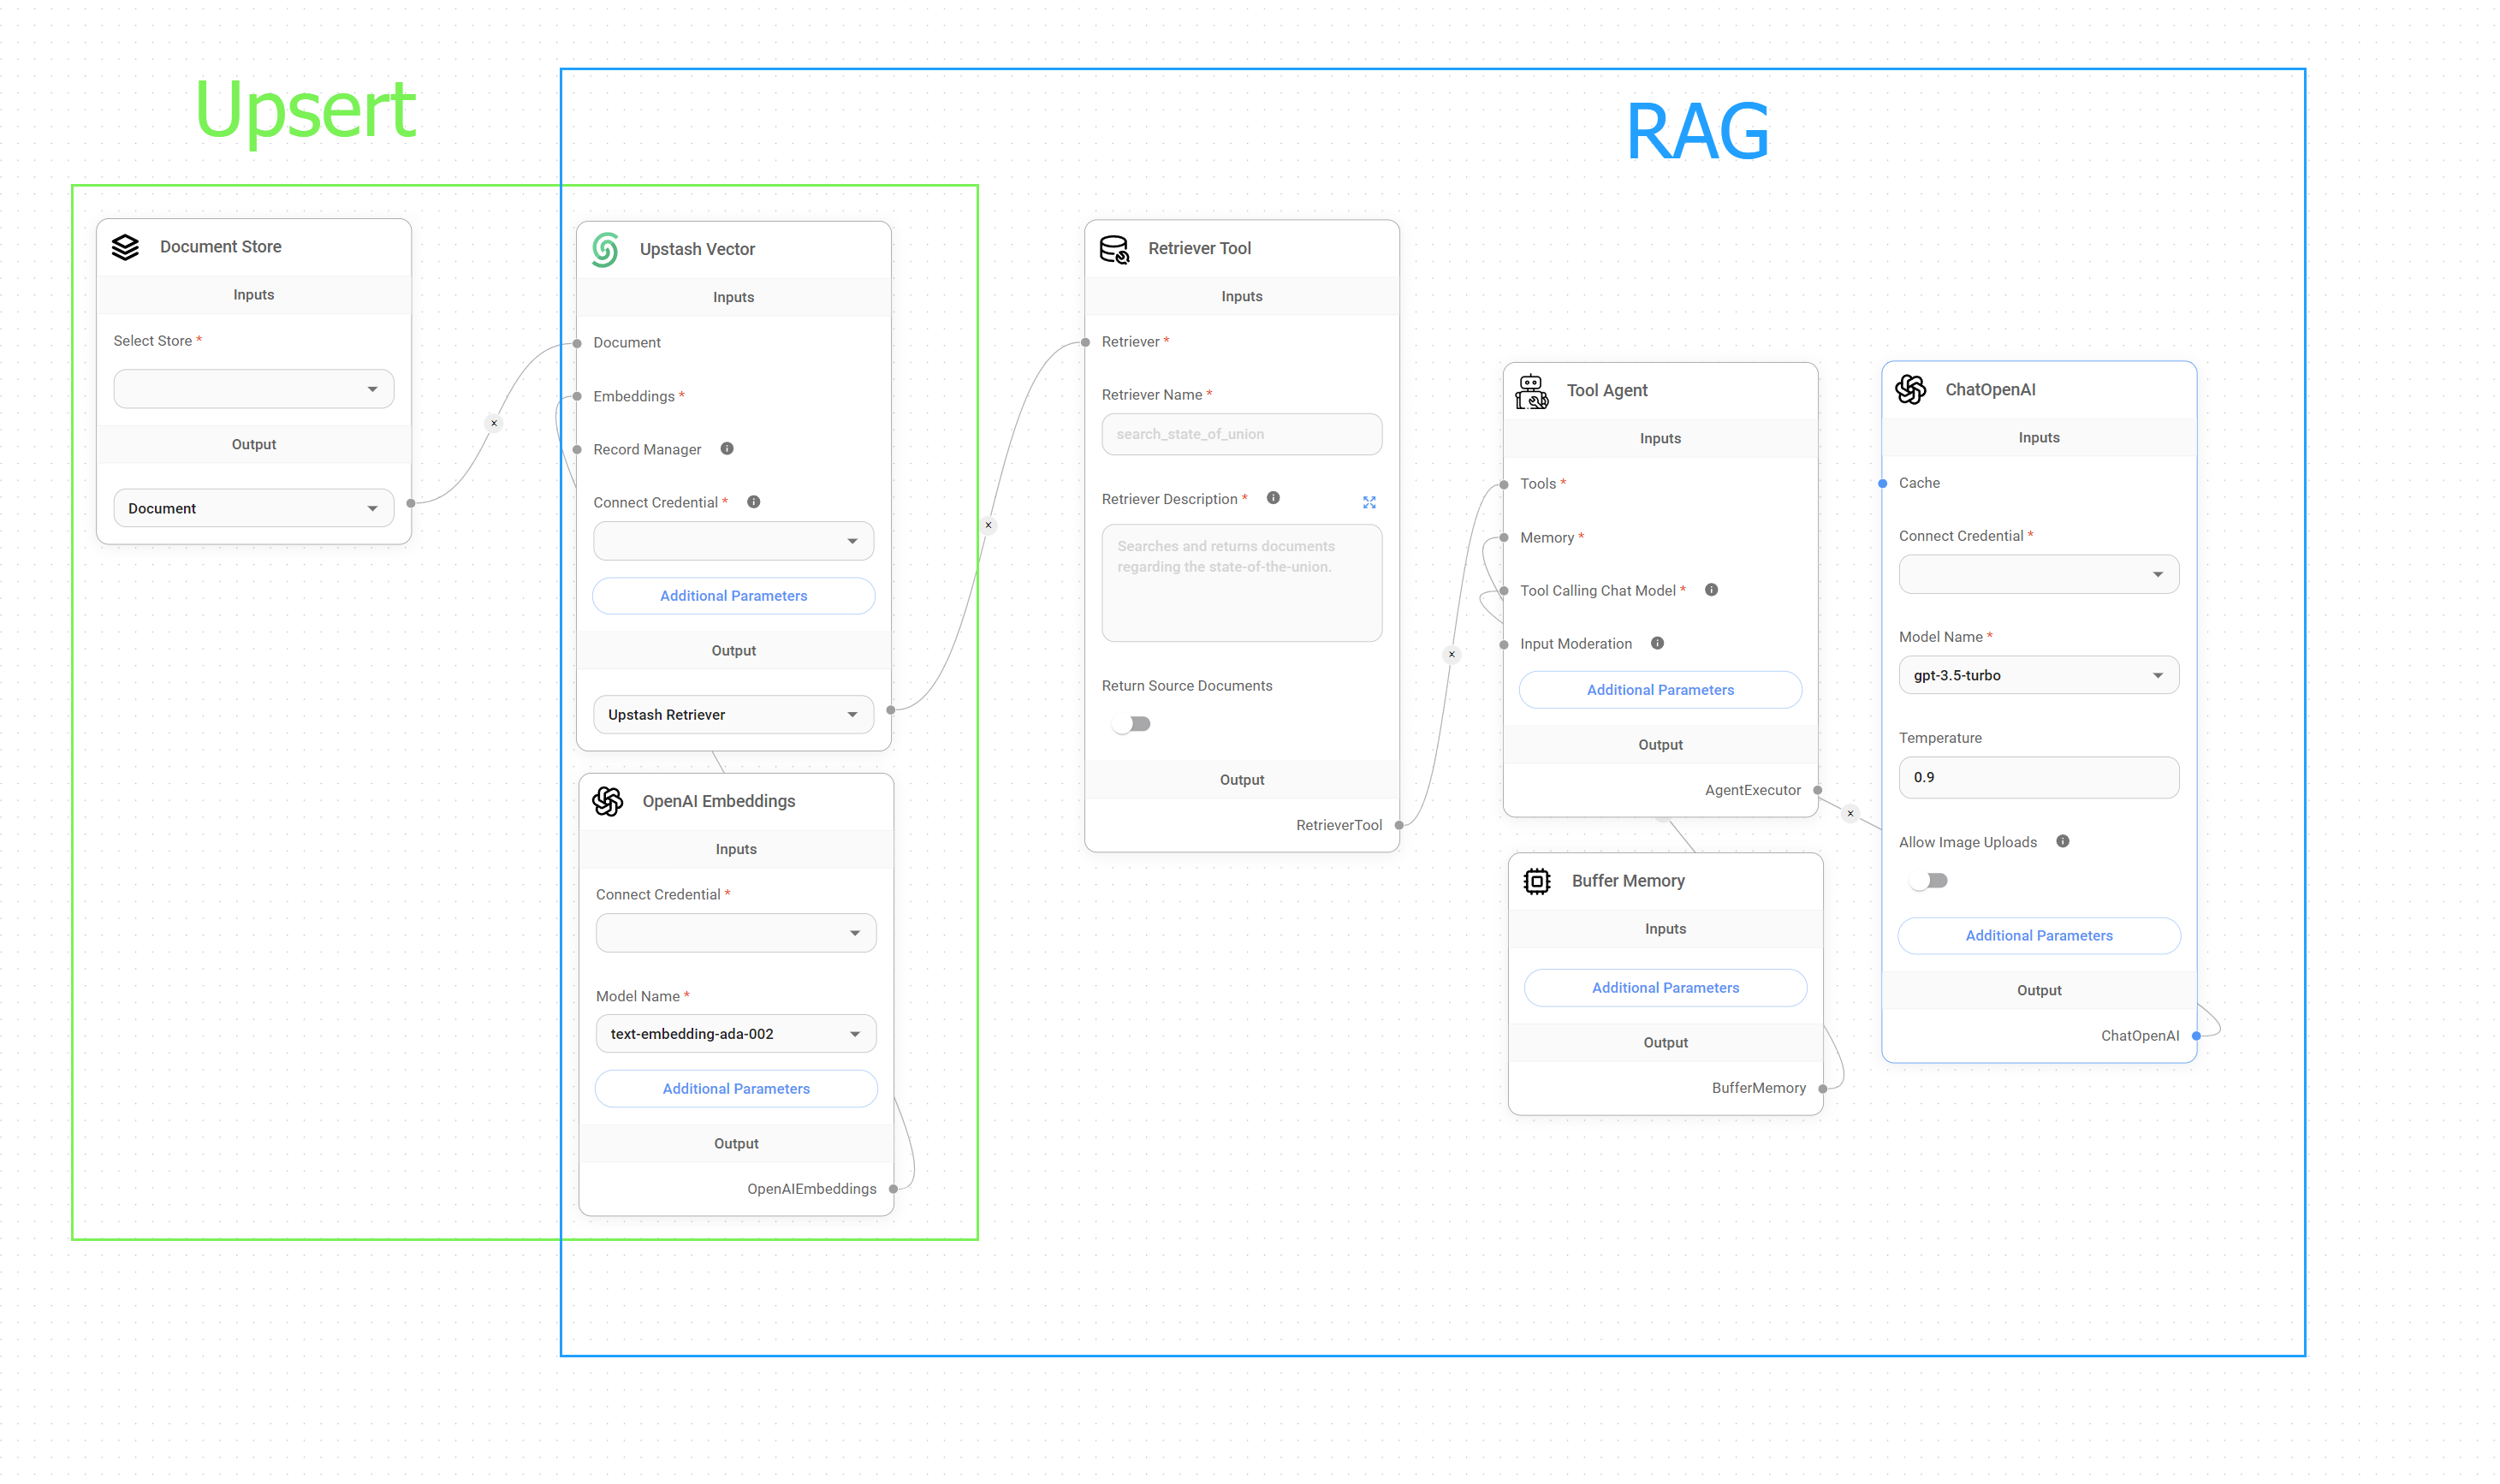 Upsert
RAG
Document Store
Inputs
Select Store *
Output
Document
Upstash Vector
Inputs
Document
Embeddings *
Record Manager
Connect Credential *
Additional Parameters
Output
Upstash Retriever
OpenAI Embeddings
Inputs
Connect Credential *
Model Name *
text-embedding-ada-002
Additional Parameters
Output
OpenAIEmbeddings
Retriever Tool
Inputs
Retriever *
Retriever Name *
search_state_of_union
Retriever Description *
Searches and returns documents
regarding the state-of-the-union.
Return Source Documents
Output
RetrieverTool
Tool Agent
Inputs
Tools *
Memory *
Tool Calling Chat Model *
Input Moderation
Additional Parameters
Output
AgentExecutor
Buffer Memory
Inputs
Additional Parameters
Output
BufferMemory
ChatOpenAI
Inputs
Cache
Connect Credential *
Model Name *
gpt-3.5-turbo
Temperature
0.9
Allow Image Uploads
Additional Parameters
Output
ChatOpenAI